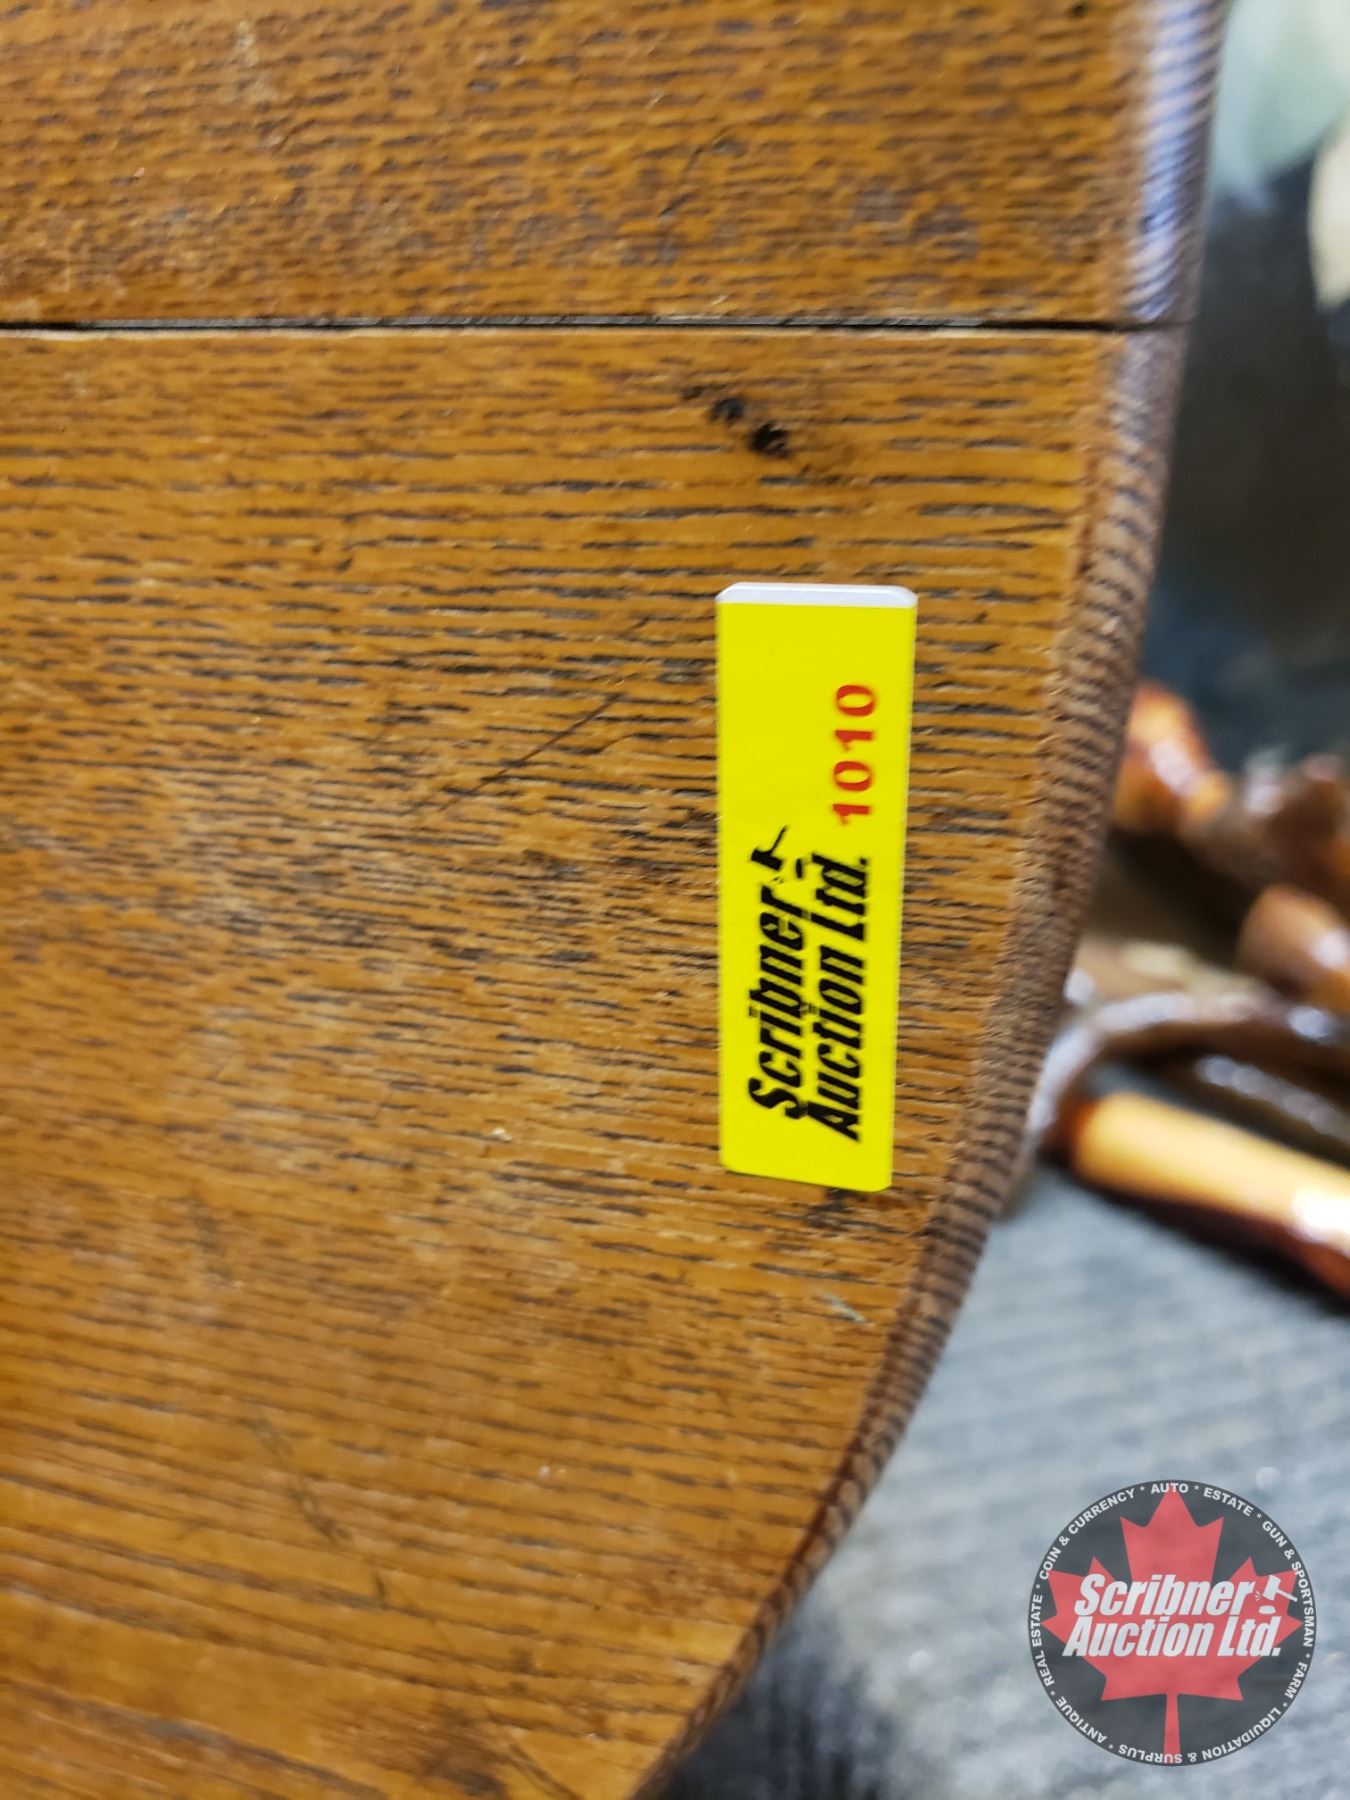 Scribner
Auction Ltd. 1010
COIN & CURRENCY * AUTO * ESTATE * GUN & SPORTSMAN * FARM * LIQUIDATION & SURPLUS * ANTIQUE * REAL ESTATE *
Scribner
Auction Ltd.